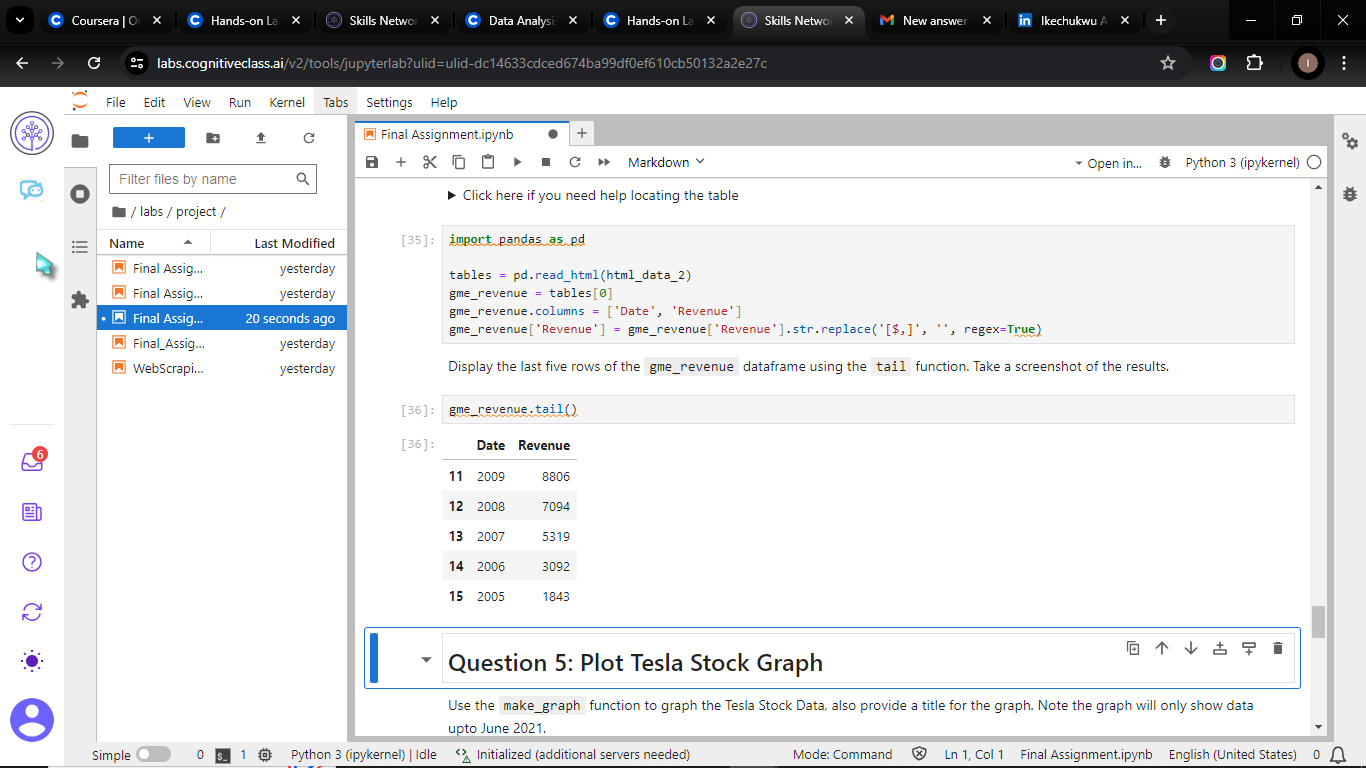 Coursera | O
Hands-on La
Skills Networ
Data Analysi
Hands-on La
Skills Networ
New answer
Ikechukwu A
labs.cognitiveclass.ai/v2/tools/jupyterlab?ulid=ulid-dc14633cdced674ba99df0ef610cb50132a2e27c
I
File Edit View Run Kernel Tabs Settings Help
Filter files by name
/ labs / project /
Name Last Modified
Final Assig... yesterday
Final Assig... yesterday
Final Assig... 20 seconds ago
Final_Assig... yesterday
WebScrapi... yesterday
6
Final Assignment.ipynb
Markdown
Open in...
Python 3 (ipykernel)
Click here if you need help locating the table
[35]:
import pandas as pd
tables = pd.read_html(html_data_2)
gme_revenue = tables[0]
gme_revenue.columns = ['Date', 'Revenue']
gme_revenue['Revenue'] = gme_revenue['Revenue'].str.replace('[$,]', '', regex=True)
Display the last five rows of the gme_revenue dataframe using the tail function. Take a screenshot of the results.
[36]:
gme_revenue.tail()
[36]:
Date Revenue
11 2009 8806
12 2008 7094
13 2007 5319
14 2006 3092
15 2005 1843
Question 5: Plot Tesla Stock Graph
Use the make_graph function to graph the Tesla Stock Data, also provide a title for the graph. Note the graph will only show data
upto June 2021.
Simple 0 $_ 1 Python 3 (ipykernel) | Idle Initialized (additional servers needed) Mode: Command Ln 1, Col 1 Final Assignment.ipynb English (United States) 0